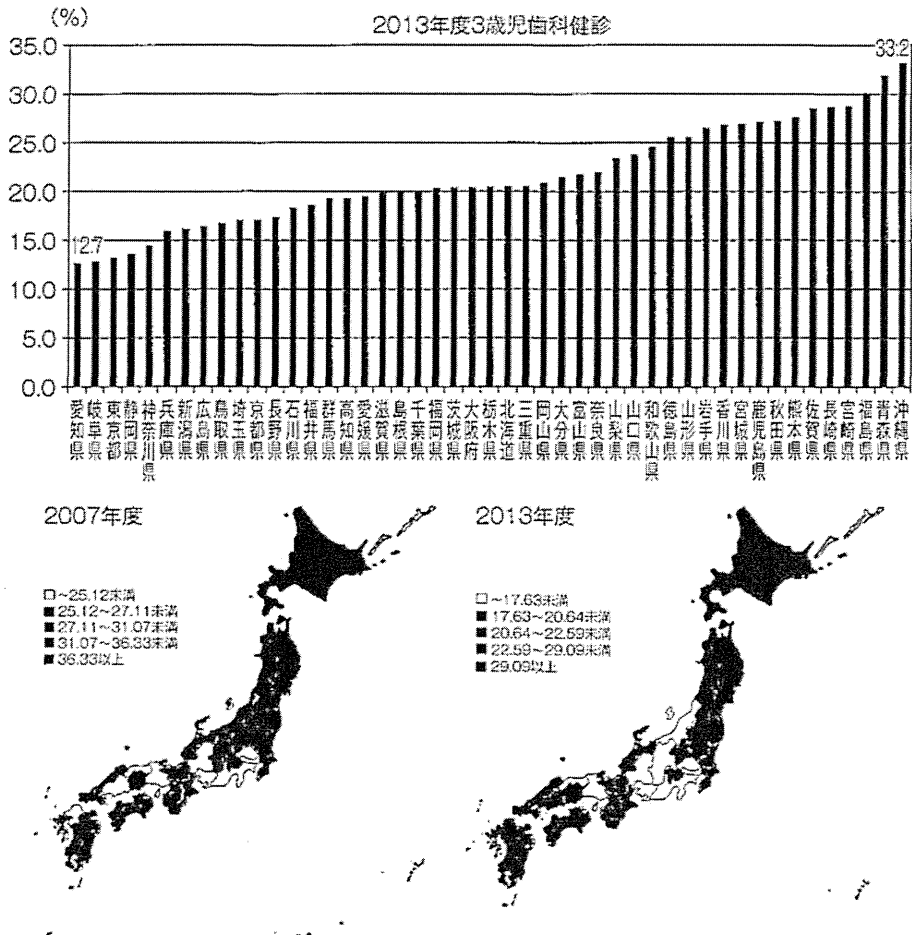 (%)
2013年度3歳児歯科健診
35.0
30.0
25.0
20.0
15.0
10.0
5.0
0.0
12.7
33.2
愛知県
岐阜県
東京都
静岡県
神奈川県
兵庫県
新潟県
広島県
鳥取県
埼玉県
京都府
長野県
石川県
福井県
群馬県
高知県
愛媛県
滋賀県
島根県
千葉県
福岡県
茨城県
大阪府
栃木県
北海道
三重県
岡山県
大分県
富山県
奈良県
山梨県
山口県
和歌山県
徳島県
山形県
岩手県
香川県
宮城県
鹿児島県
秋田県
熊本県
佐賀県
長崎県
宮崎県
福島県
青森県
沖縄県
2007年度
□~25.12未満
■25.12~27.11未満
■27.11~31.07未満
■31.07~36.33未満
■36.33以上
2013年度
□~17.63未満
■17.63~20.64未満
■20.64~22.59未満
■22.59~29.09未満
■29.09以上